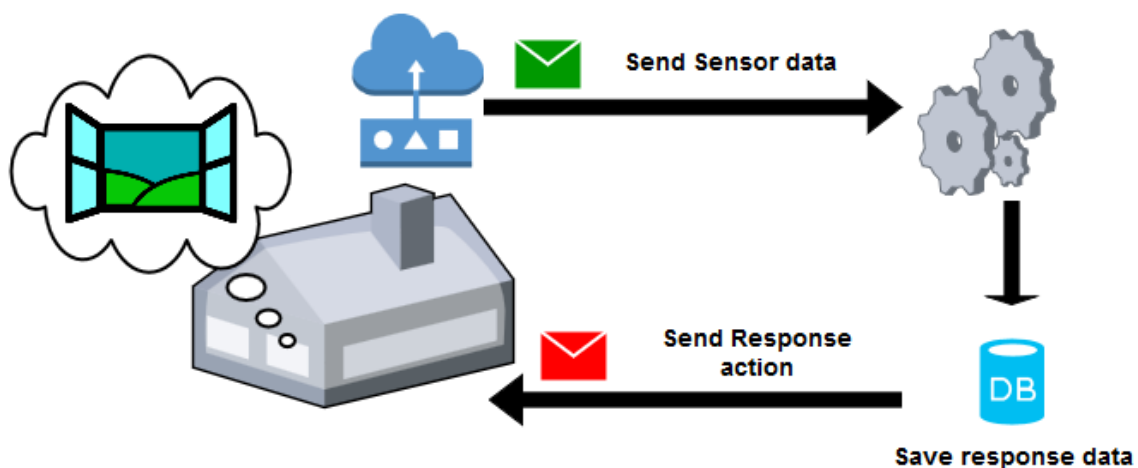 Send Sensor data
Send Response
action
DB
Save response data